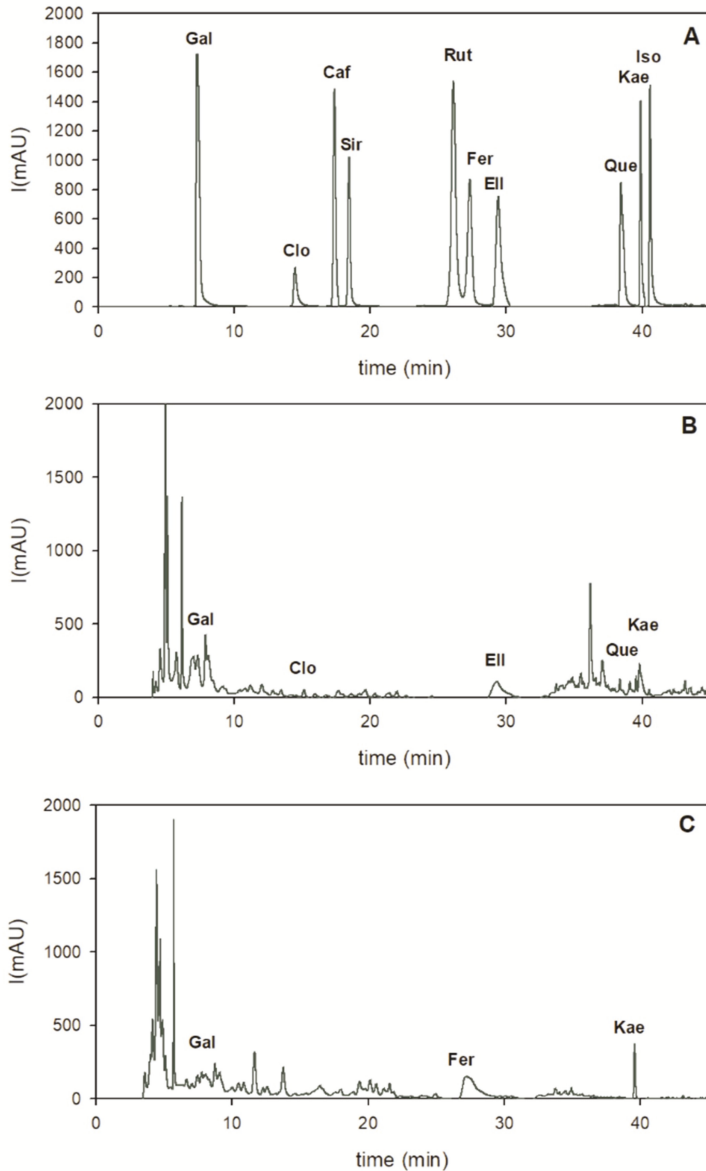 A
I(mAU)
2000
1800
1600
1400
1200
1000
800
600
400
200
0
Gal
Clo
Caf
Sir
Rut
Fer
Ell
Que
Kae
Iso
0 10 20 30 40
time (min)
B
I(mAU)
2000
1500
1000
500
0
Gal
Clo
Ell
Que
Kae
0 10 20 30 40
time (min)
C
I(mAU)
2000
1500
1000
500
0
Gal
Fer
Kae
0 10 20 30 40
time (min)